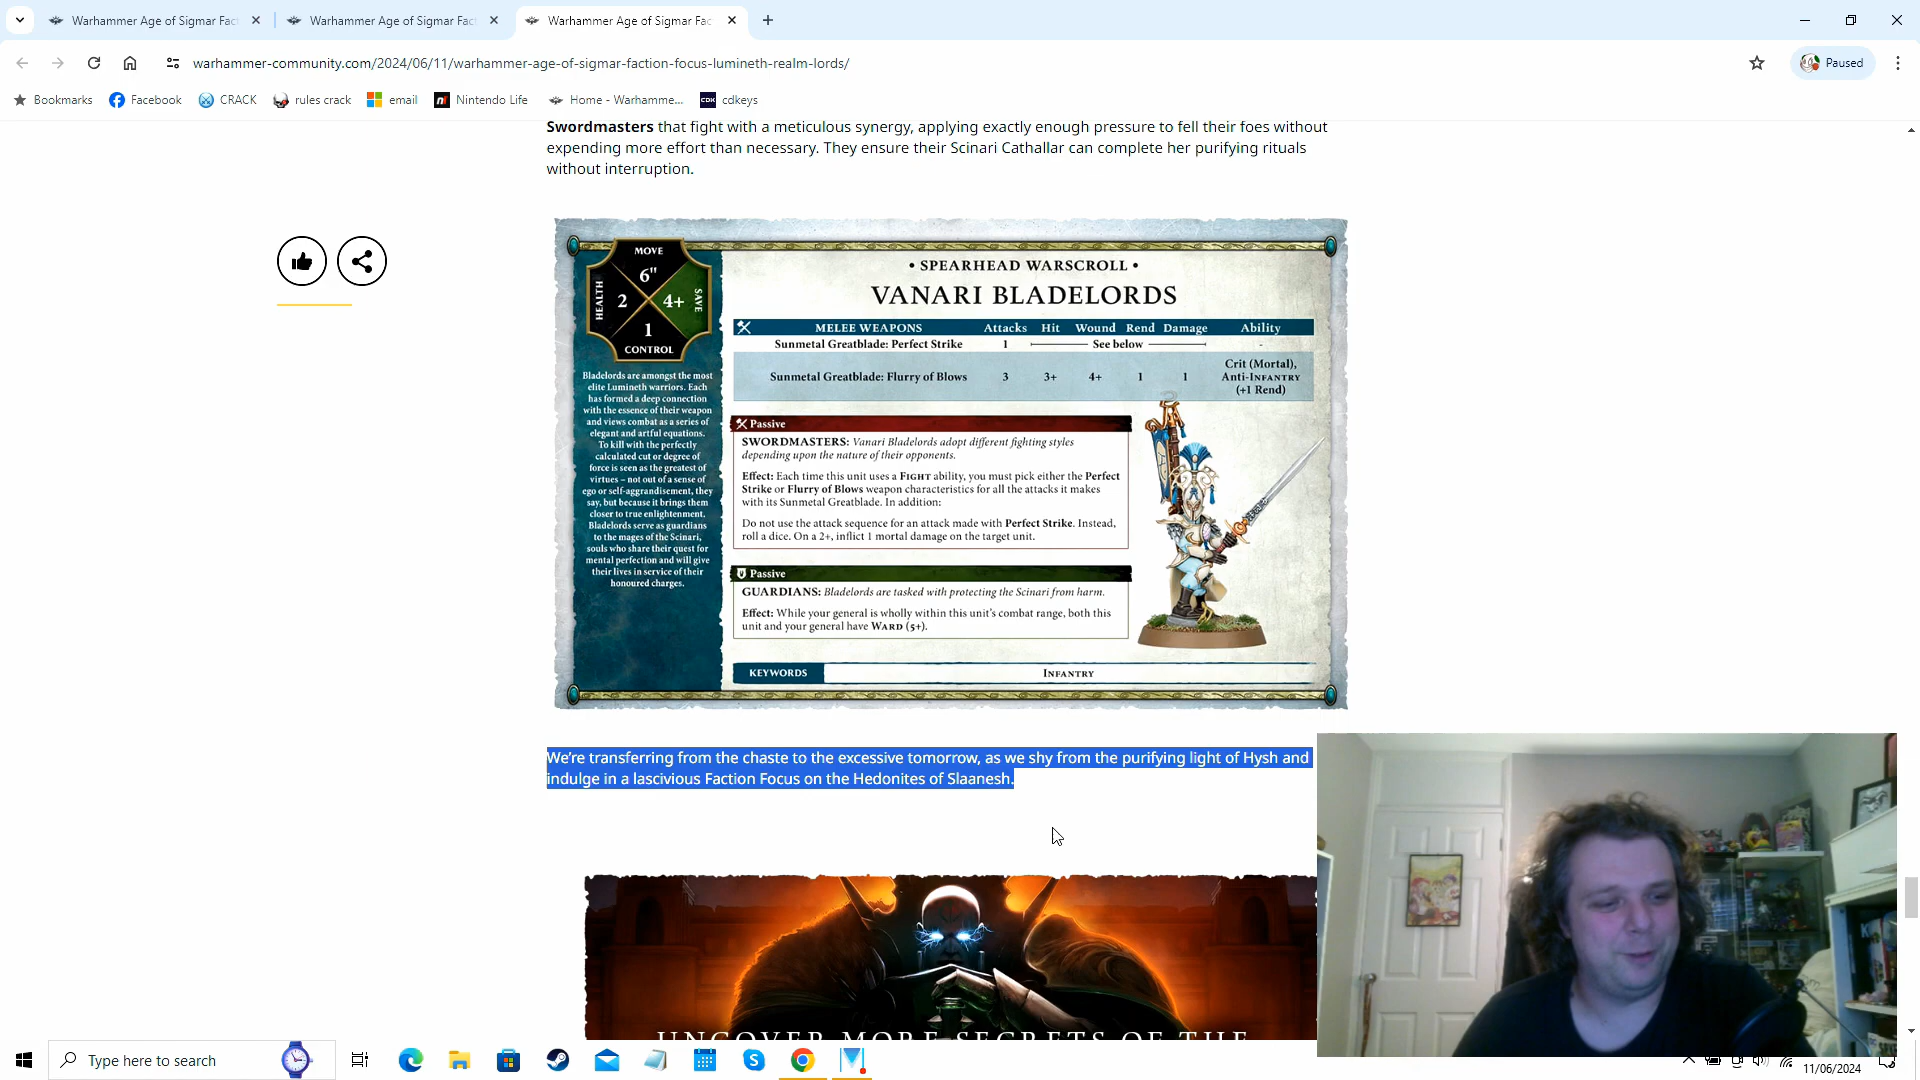 Warhammer Age of Sigmar Fac
Warhammer Age of Sigmar Fac
Warhammer Age of Sigmar Fac
warhammer-community.com/2024/06/11/warhammer-age-of-sigmar-faction-focus-lumineth-realm-lords/
Paused
Bookmarks
Facebook
CRACK
rules crack
email
Nintendo Life
Home - Warhamme...
CDK
cdkeys
Swordmasters that fight with a meticulous synergy, applying exactly enough pressure to fell their foes without
expending more effort than necessary. They ensure their Scinari Cathallar can complete her purifying rituals
without interruption.
MOVE
6"
HEALTH
2
4+
SAVE
1
CONTROL
Bladelords are amongst the most
elite Lumineth warriors. Each
has formed a deep connection
with the essence of their weapon
and views combat as a series of
elegant and artful equations.
To kill with the perfectly
calculated cut or degree of
force is seen as the greatest of
virtues – not out of a sense of
ego or self-aggrandisement, they
say, but because it brings them
closer to true enlightenment.
Bladelords serve as guardians
to the mages of the Scinari,
souls who share their quest for
mental perfection and will give
their lives in service of their
honoured charges.
• SPEARHEAD WARSCROLL •
VANARI BLADELORDS
MELEE WEAPONS Attacks Hit Wound Rend Damage Ability
Sunmetal Greatblade: Perfect Strike 1 See below -
Sunmetal Greatblade: Flurry of Blows 3 3+ 4+ 1 1 Crit (Mortal),
Anti-INFANTRY
(+1 Rend)
Passive
SWORDMASTERS: Vanari Bladelords adopt different fighting styles
depending upon the nature of their opponents.
Effect: Each time this unit uses a FIGHT ability, you must pick either the Perfect
Strike or Flurry of Blows weapon characteristics for all the attacks it makes
with its Sunmetal Greatblade. In addition:
Do not use the attack sequence for an attack made with Perfect Strike. Instead,
roll a dice. On a 2+, inflict 1 mortal damage on the target unit.
Passive
GUARDIANS: Bladelords are tasked with protecting the Scinari from harm.
Effect: While your general is wholly within this unit's combat range, both this
unit and your general have WARD (5+).
KEYWORDS INFANTRY
We're transferring from the chaste to the excessive tomorrow, as we shy from the purifying light of Hysh and
indulge in a lascivious Faction Focus on the Hedonites of Slaanesh.
UNCOVER MORE SECRETS OF THE
Type here to search
11/06/2024